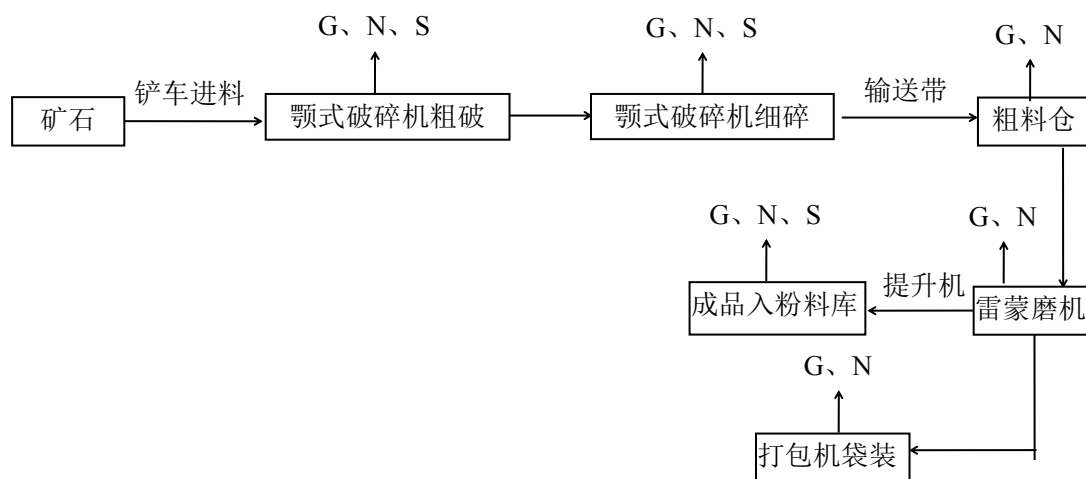 G、N、S
G、N、S
G、N
矿石
铲车进料
颚式破碎机粗破
颚式破碎机细碎
输送带
粗料仓
G、N、S
G、N
成品入粉料库
提升机
雷蒙磨机
G、N
打包机袋装